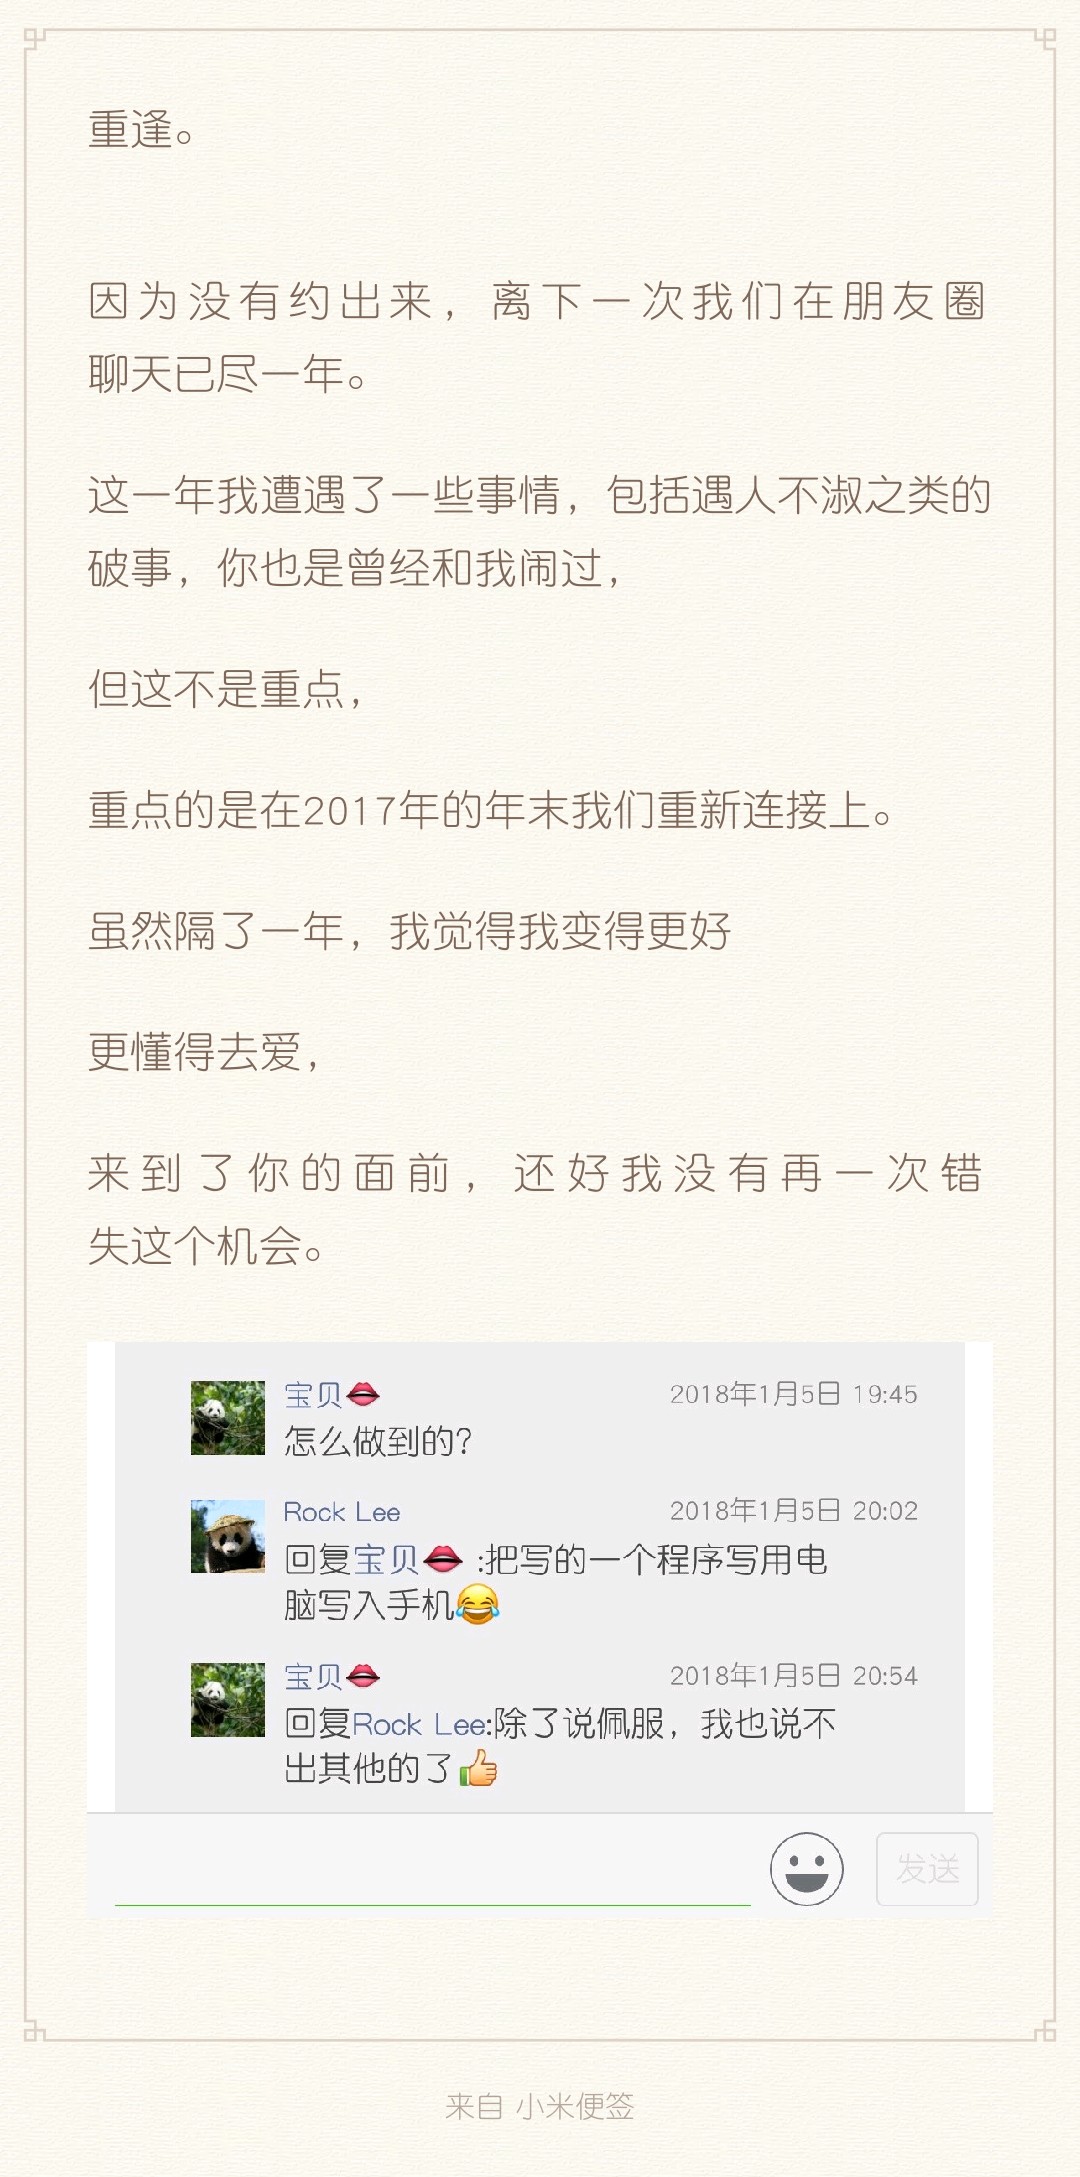 重逢。
因为没有约出来，离下一次我们在朋友圈
聊天已尽一年。
这一年我遭遇了一些事情，包括遇人不淑之类的
破事，你也是曾经和我闹过，
但这不是重点，
重点的是在2017年的年末我们重新连接上。
虽然隔了一年，我觉得我变得更好
更懂得去爱，
来到了你的面前，还好我没有再一次错
失这个机会。
宝贝👄 2018年1月5日 19:45
怎么做到的？
Rock Lee 2018年1月5日 20:02
回复宝贝👄 :把写的一个程序写用电
脑写入手机😂
宝贝👄 2018年1月5日 20:54
回复Rock Lee:除了说佩服，我也说不
出其他的了👍
发送
来自 小米便签